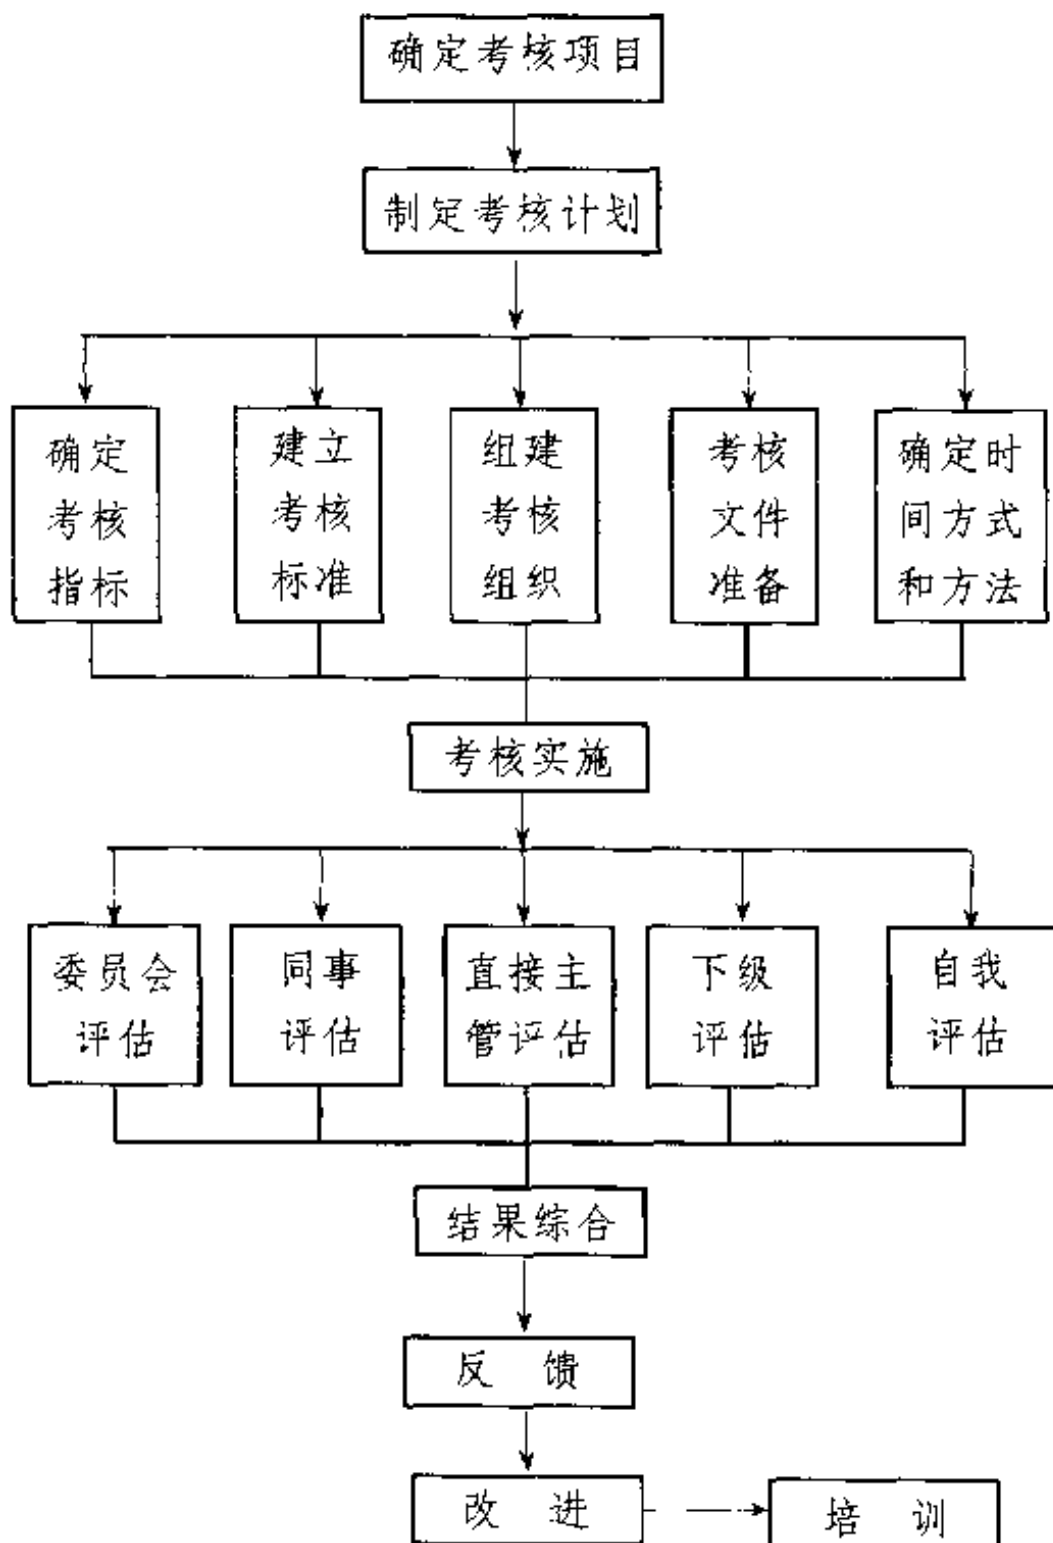 确定考核项目
制定考核计划
确定
考核
指标
建立
考核
标准
组建
考核
组织
考核
文件
准备
确定时
间方式
和方法
考核实施
委员会
评估
同事
评估
直接主
管评估
下级
评估
自我
评估
结果综合
反 馈
改 进
培 训